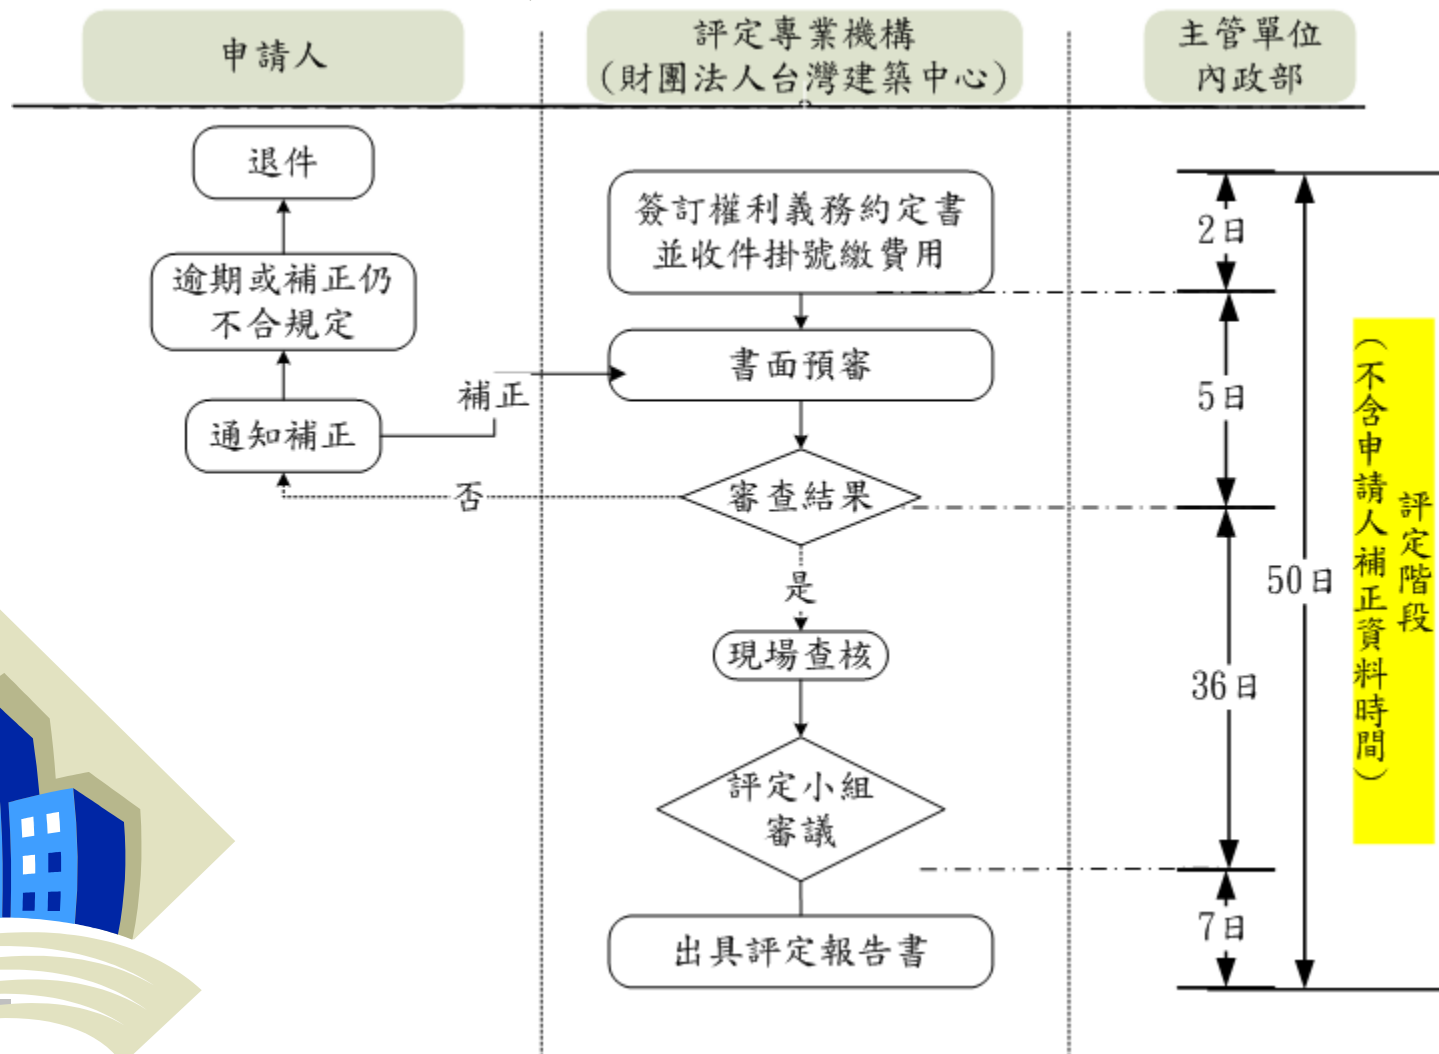 申請人
評定專業機構
(財團法人台灣建築中心)
主管單位
內政部
退件
逾期或補正仍
不合規定
通知補正
補正
否
簽訂權利義務約定書
並收件掛號繳費用
書面預審
審查結果
是
現場查核
評定小組
審議
出具評定報告書
2日
5日
36日
7日
50日
評定階段
(不含申請人補正資料時間)